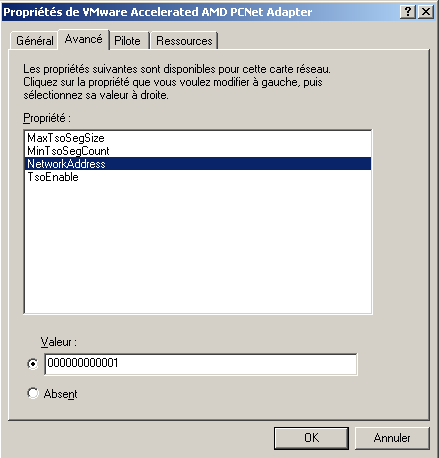 Propriétés de VMware Accelerated AMD PCNet Adapter
Général Avancé Pilote Ressources
Les propriétés suivantes sont disponibles pour cette carte réseau.
Cliquez sur la propriété que vous voulez modifier à gauche, puis
sélectionnez sa valeur à droite.
Propriété :
MaxTsoSegSize
MinTsoSegCount
NetworkAddress
TsoEnable
Valeur :
000000000001
Absent
OK Annuler